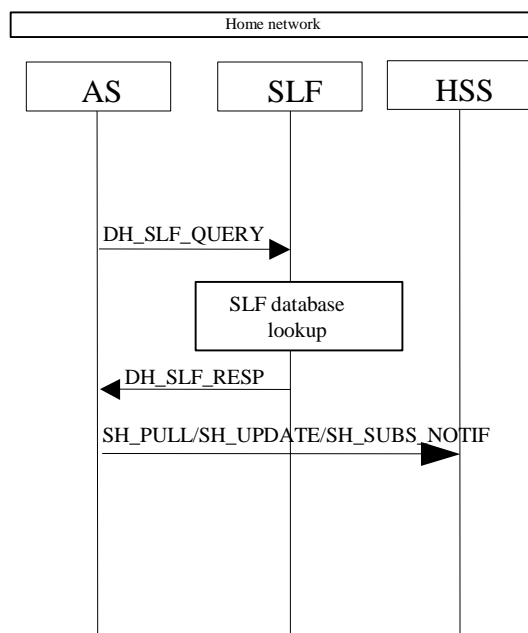 Home network
AS
SLF
HSS
DH_SLF_QUERY
SLF database
lookup
DH_SLF_RESP
SH_PULL/SH_UPDATE/SH_SUBS_NOTIF